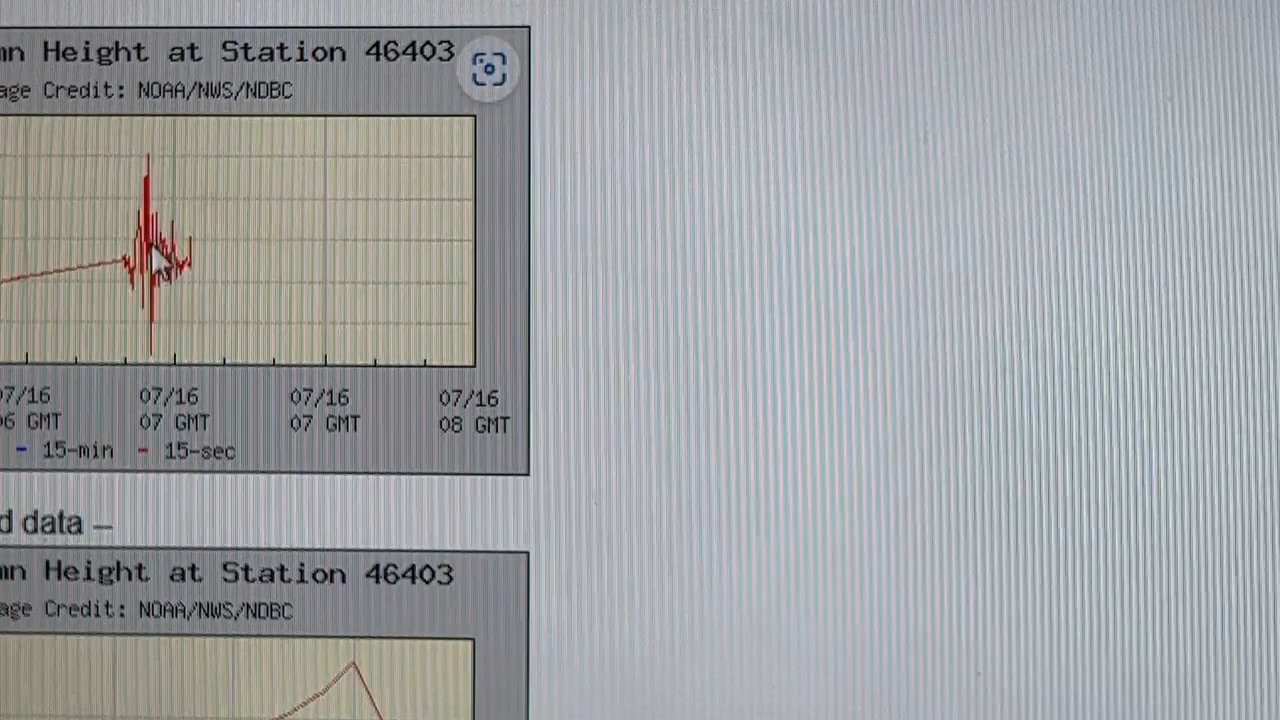 mn Height at Station 46403
age Credit: NOAA/NWS/NDBC
07/16 07/16 07/16 07/16
06 GMT 07 GMT 07 GMT 08 GMT
15-min 15-sec
d data —
mn Height at Station 46403
age Credit: NOAA/NWS/NDBC